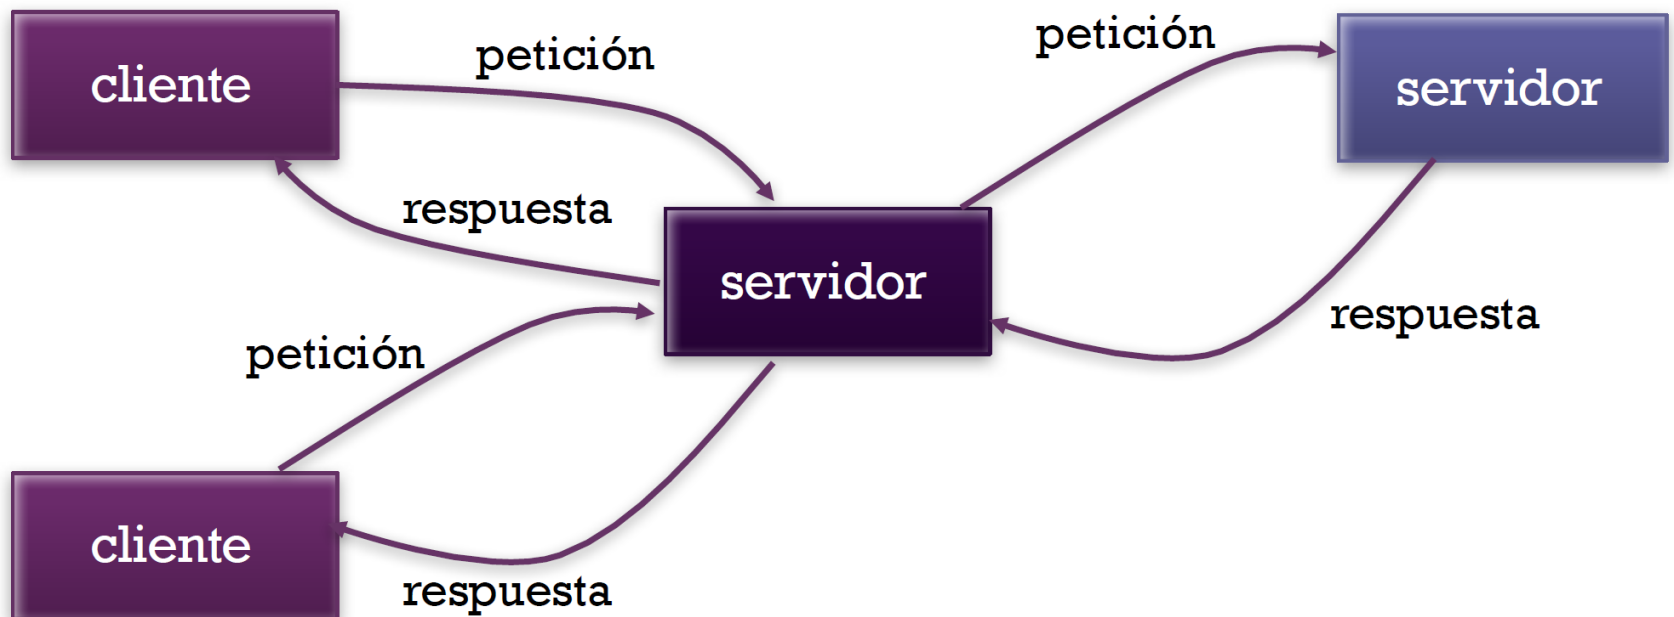 cliente
petición
petición
servidor
respuesta
servidor
respuesta
petición
cliente
respuesta